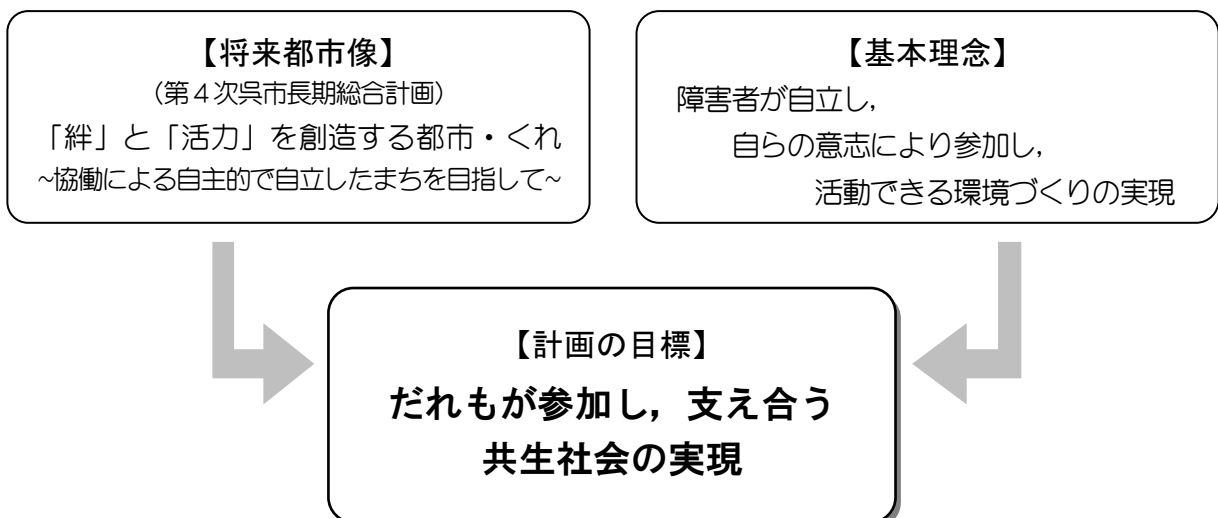 【将来都市像】
(第４次呉市長期総合計画)
「絆」と「活力」を創造する都市・くれ
~協働による自主的で自立したまちを目指して~
【基本理念】
障害者が自立し，
自らの意志により参加し，
活動できる環境づくりの実現
【計画の目標】
だれもが参加し，支え合う
共生社会の実現